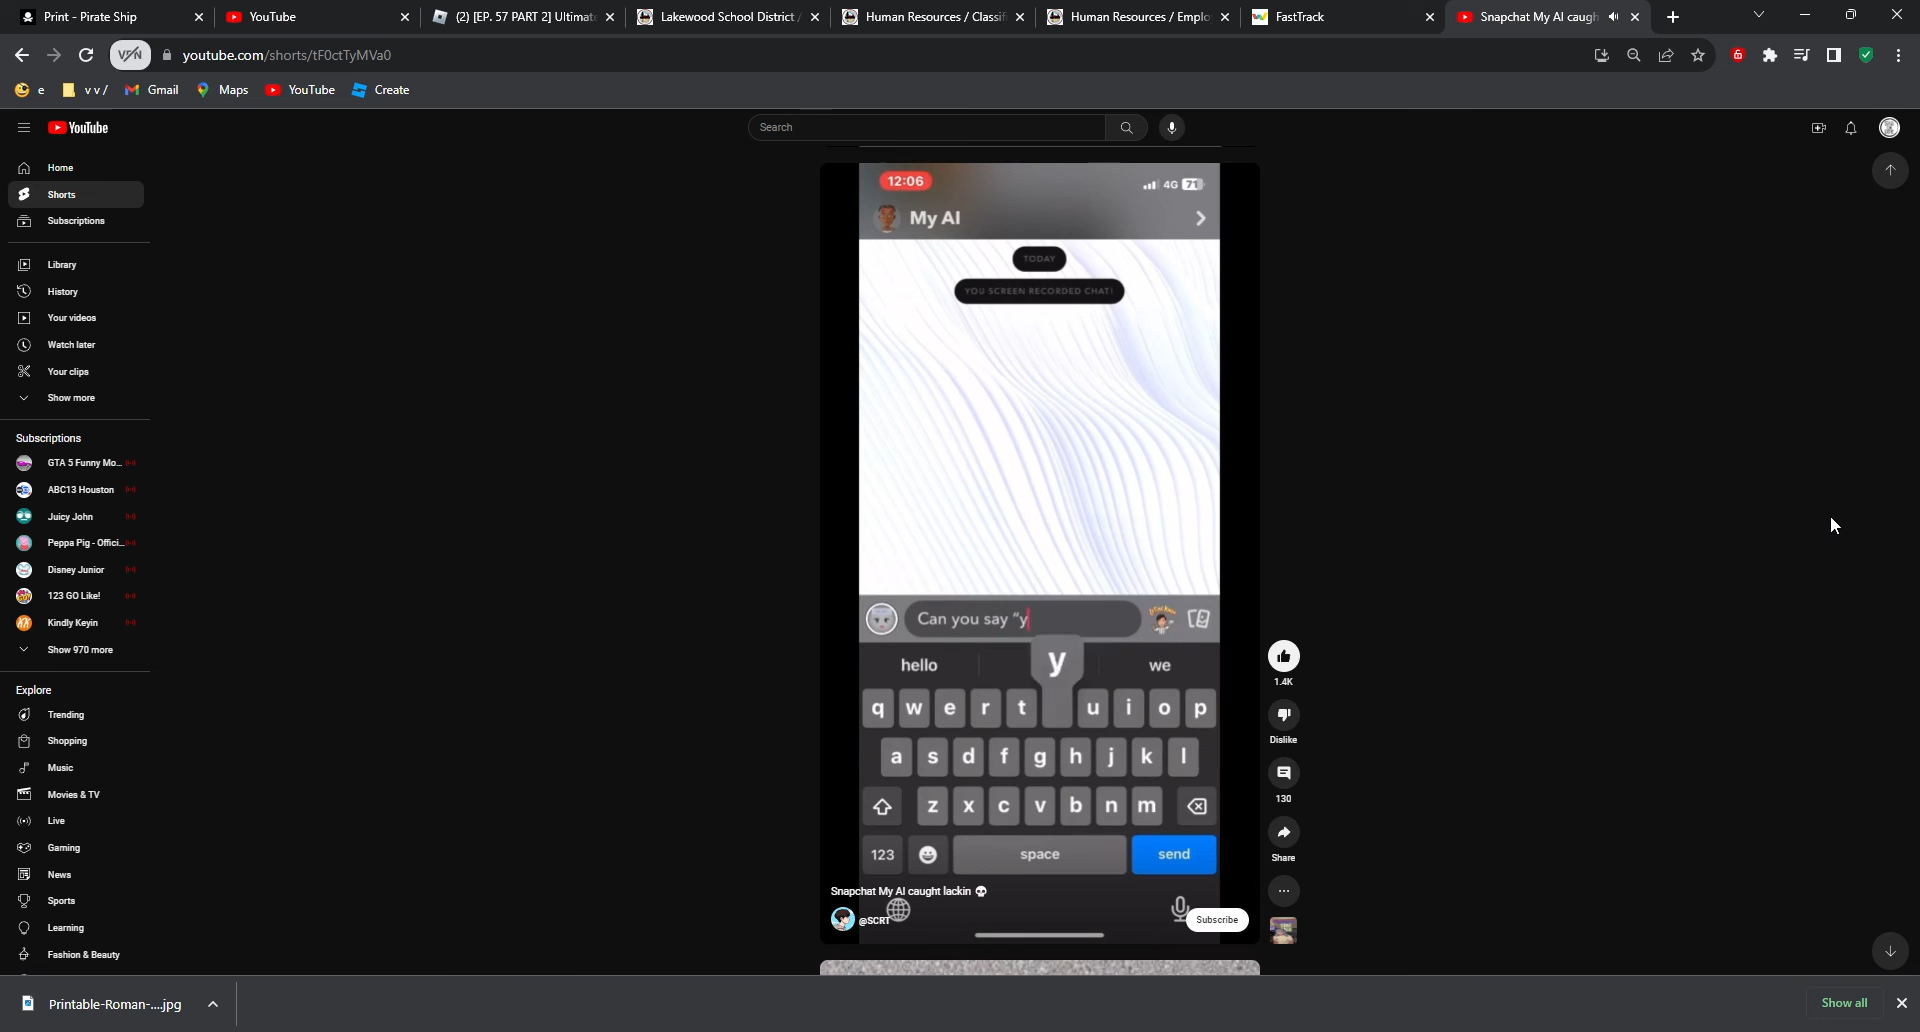 Print - Pirate Ship
YouTube
(2) [EP. 57 PART 2] Ultimat
Lakewood School District /
Human Resources / Classifi
Human Resources / Emplo
FastTrack
Snapchat My AI caugh
VPN
youtube.com/shorts/tF0ctTyMVa0
e
v v /
Gmail
Maps
YouTube
Create
YouTube
Search
Home
Shorts
Subscriptions
Library
History
Your videos
Watch later
Your clips
Show more
Subscriptions
GTA 5 Funny Mo...
ABC13 Houston
Juicy John
Peppa Pig - Offici...
Disney Junior
123 GO Like!
Kindly Keyin
Show 970 more
Explore
Trending
Shopping
Music
Movies & TV
Live
Gaming
News
Sports
Learning
Fashion & Beauty
12:06
4G 71
My AI
TODAY
YOU SCREEN RECORDED CHAT!
Can you say “y
hello
y
we
q w e r t u i o p
a s d f g h j k l
z x c v b n m
123
space
send
Snapchat My AI caught lackin 💀
@SCRT
Subscribe
1.4K
Dislike
130
Share
Printable-Roman-....jpg
Show all